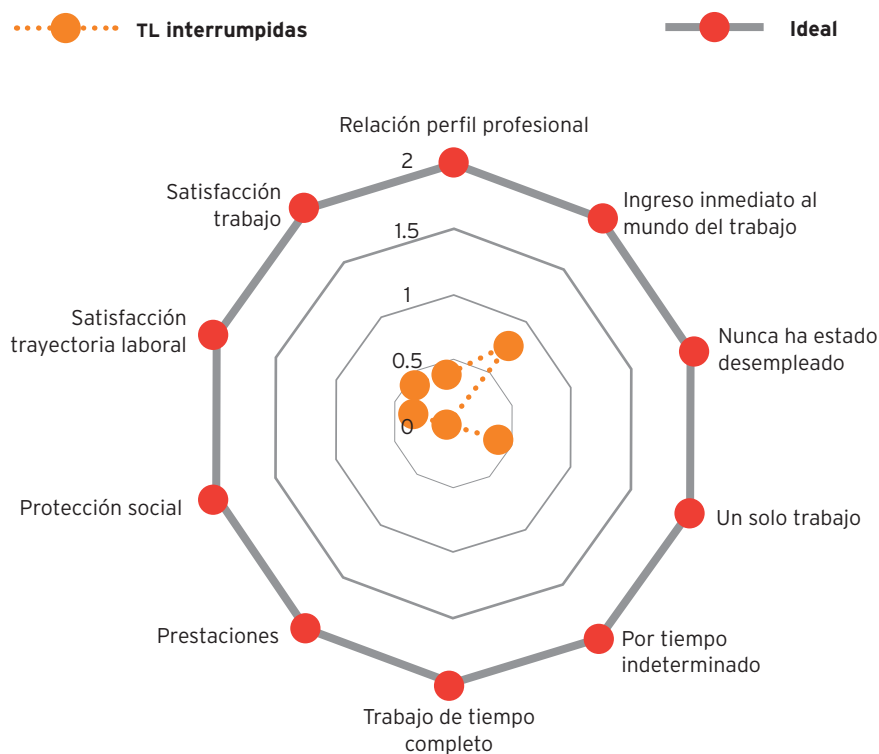 TL interrumpidas
Ideal
Relación perfil profesional
2
Satisfacción
trabajo
Ingreso inmediato al
mundo del trabajo
1.5
1
Satisfacción
trayectoria laboral
Nunca ha estado
desempleado
0.5
0
Protección social
Un solo trabajo
Prestaciones
Por tiempo
indeterminado
Trabajo de tiempo
completo